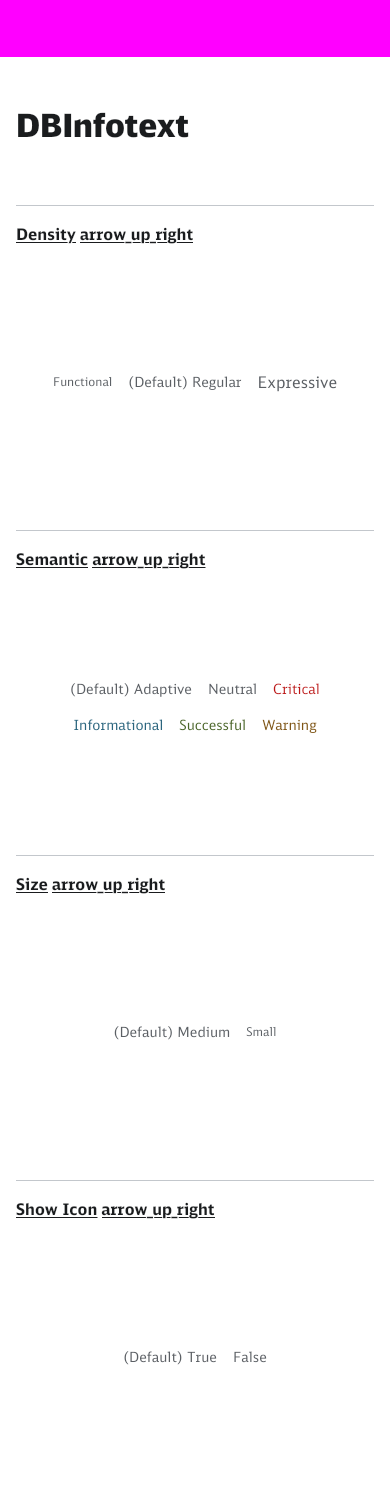 DBInfotext
Density arrow_up_right
Functional (Default) Regular Expressive
Semantic arrow_up_right
(Default) Adaptive Neutral Critical
Informational Successful Warning
Size arrow_up_right
(Default) Medium Small
Show Icon arrow_up_right
(Default) True False